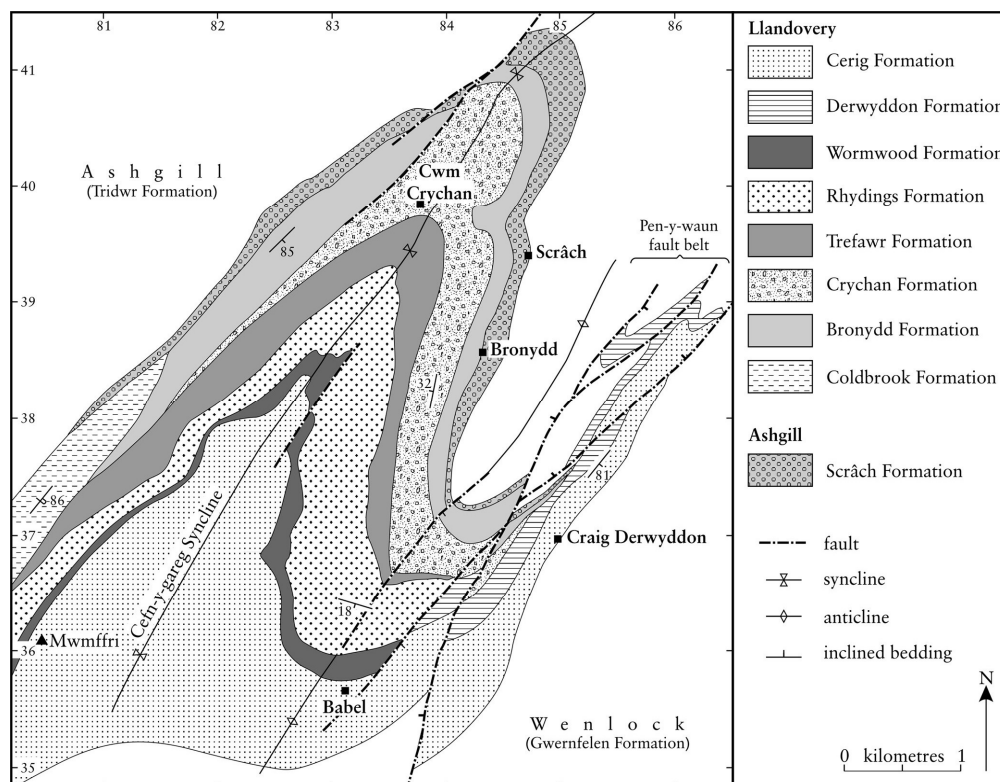 81
82
83
84
85
86
41
40
39
38
37
36
35
Ashgill
(Tridwr Formation)
Cwm
Crychan
Pen-y-waun
fault belt
Scrâch
85
Bronydd
32
86
81
Craig Derwyddon
Cefn-y-gareg Syncline
18
Mwmffri
Babel
Wenlock
(Gwernfelen Formation)
Llandovery
Cerig Formation
Derwyddon Formation
Wormwood Formation
Rhydings Formation
Trefawr Formation
Crychan Formation
Bronydd Formation
Coldbrook Formation
Ashgill
Scrâch Formation
fault
syncline
anticline
inclined bedding
N
0 kilometres 1